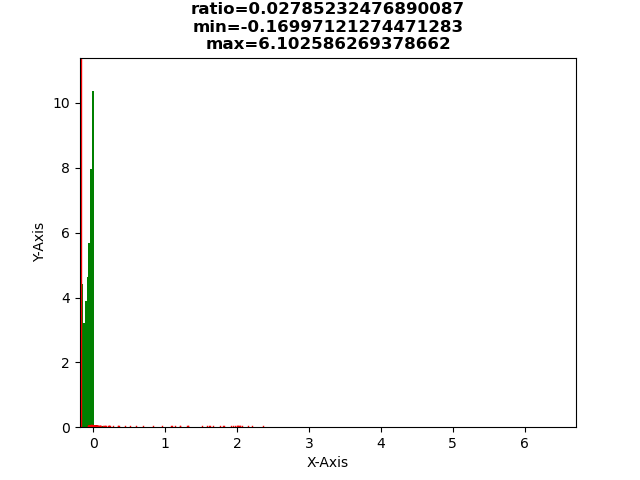 ratio=0.02785232476890087
min=-0.16997121274471283
max=6.102586269378662
10
8
6
4
2
0
Y-Axis
0 1 2 3 4 5 6
X-Axis